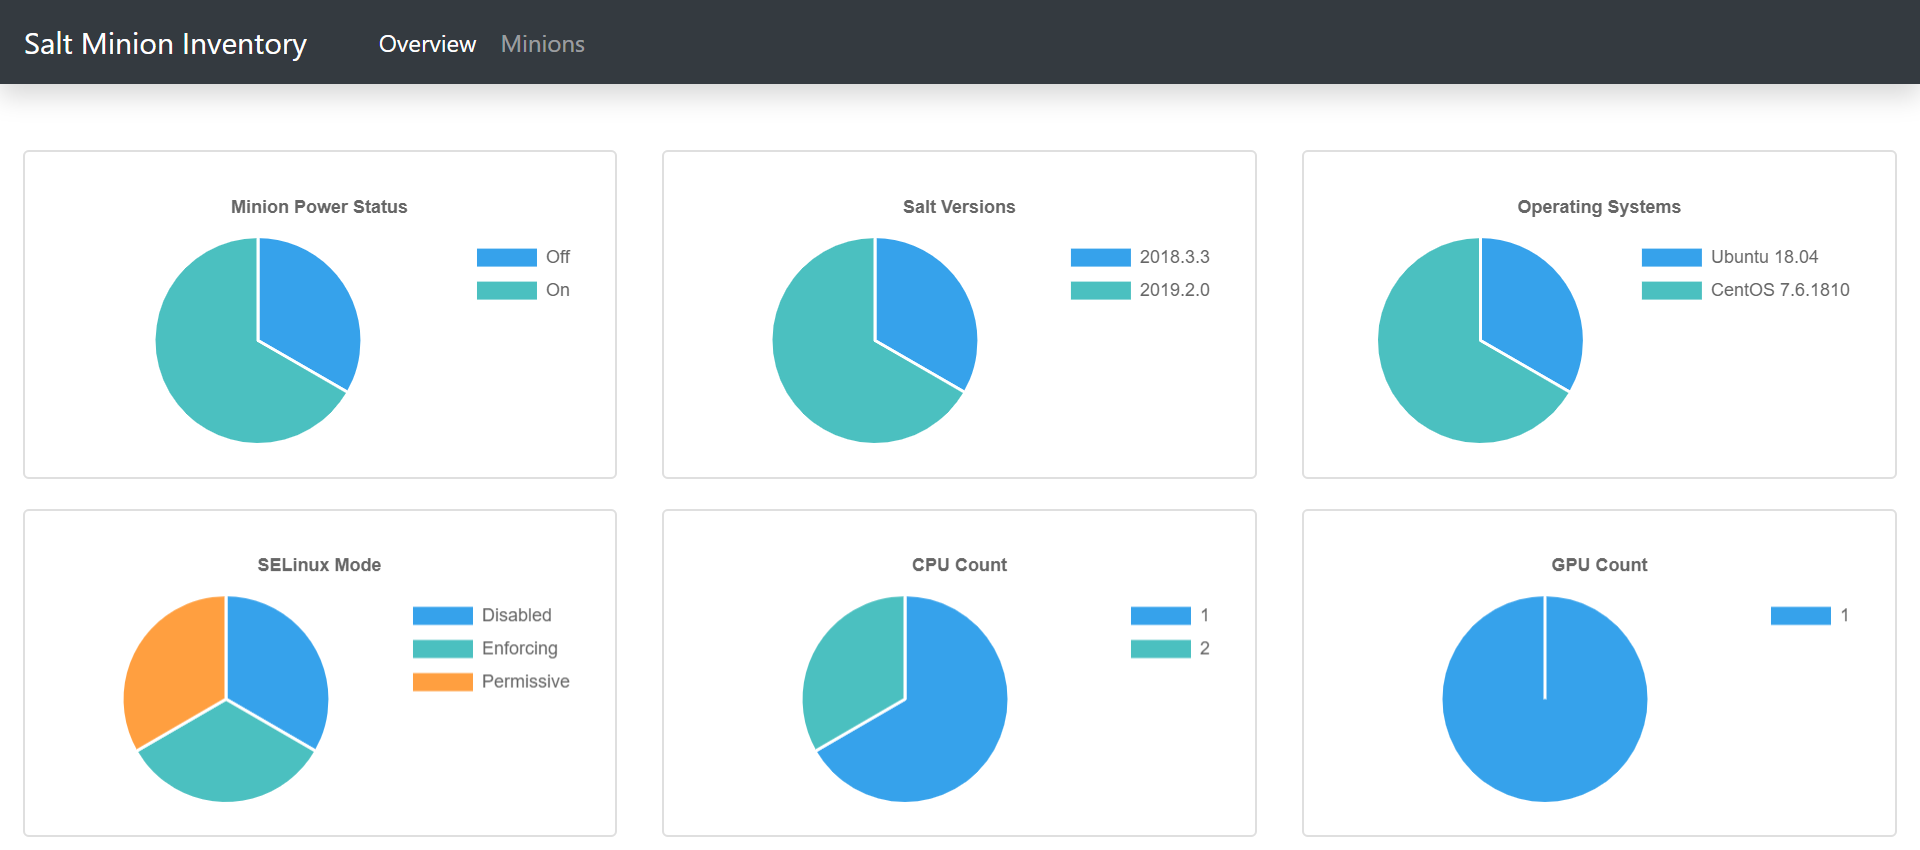 Salt Minion Inventory
Overview
Minions
Minion Power Status
Off
On
Salt Versions
2018.3.3
2019.2.0
Operating Systems
Ubuntu 18.04
CentOS 7.6.1810
SELinux Mode
Disabled
Enforcing
Permissive
CPU Count
1
2
GPU Count
1